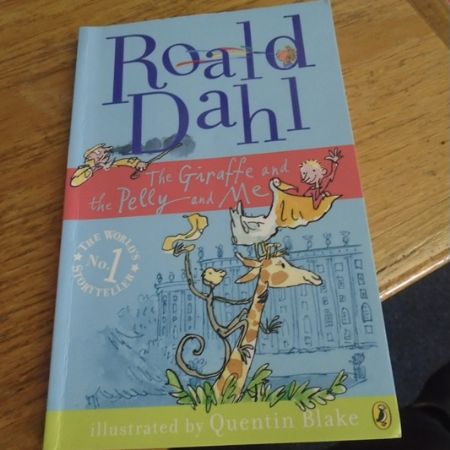 Roald
Dahl
The Giraffe and
the Pelly and Me
THE WORLD'S
No. 1
STORYTELLER
illustrated by Quentin Blake